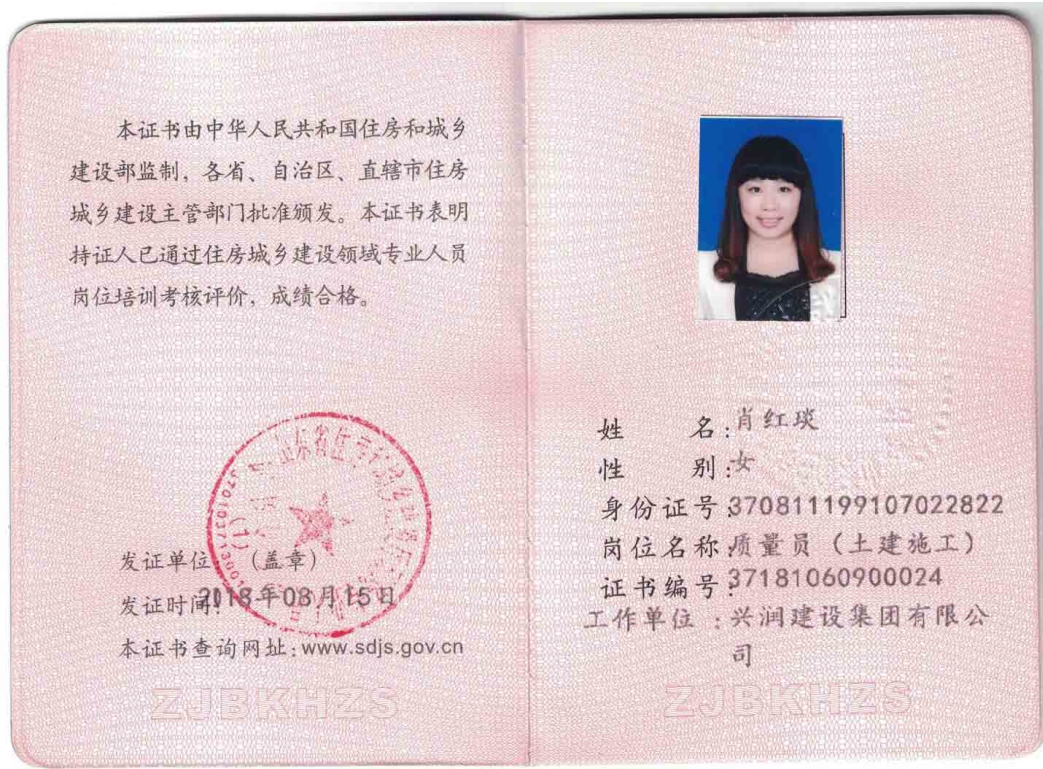 本证书由中华人民共和国住房和城乡
建设部监制，各省、自治区、直辖市住房
城乡建设主管部门批准颁发。本证书表明
持证人已通过住房城乡建设领域专业人员
岗位培训考核评价，成绩合格。
发证单位：（盖章）
发证时间：2018年08月15日
本证书查询网址：www.sdjs.gov.cn
ZJBKHZS
姓 名：肖红琰
性 别：女
身份证号：370811199107022822
岗位名称：质量员（土建施工）
证书编号：37181060900024
工作单位：兴润建设集团有限公
司
ZJBKHZS